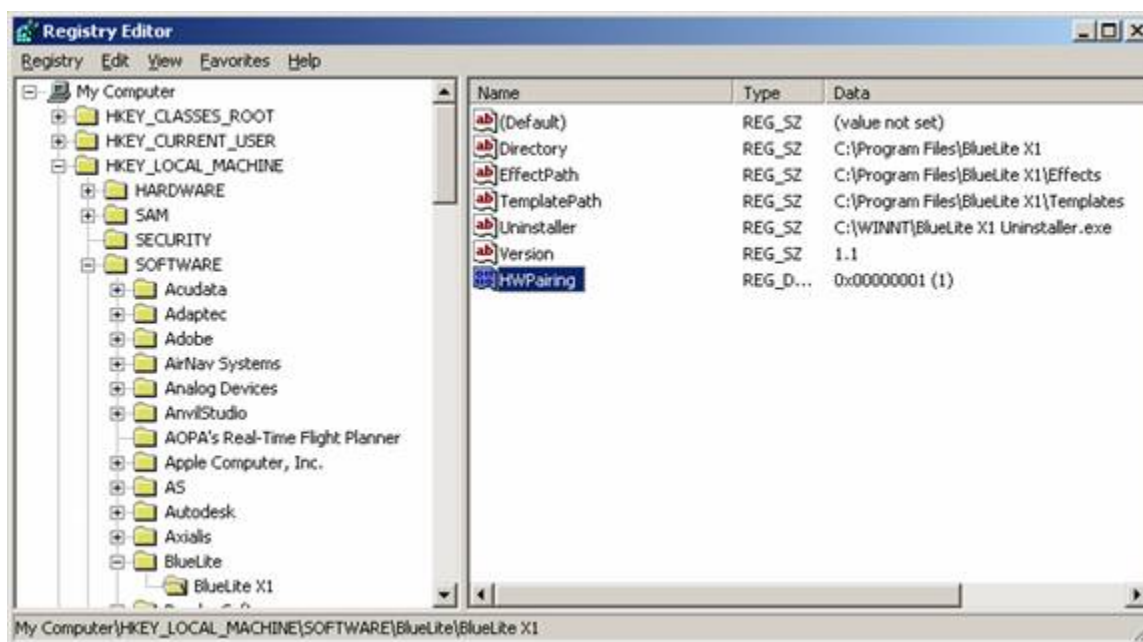 Registry Editor
Registry Edit View Favorites Help
My Computer
HKEY_CLASSES_ROOT
HKEY_CURRENT_USER
HKEY_LOCAL_MACHINE
HARDWARE
SAM
SECURITY
SOFTWARE
Acudata
Adaptec
Adobe
AirNav Systems
Analog Devices
AnvilStudio
AOPA's Real-Time Flight Planner
Apple Computer, Inc.
AS
Autodesk
Axialis
BlueLite
BlueLite X1
Name Type Data
(Default) REG_SZ (value not set)
Directory REG_SZ C:\Program Files\BlueLite X1
EffectPath REG_SZ C:\Program Files\BlueLite X1\Effects
TemplatePath REG_SZ C:\Program Files\BlueLite X1\Templates
Uninstaller REG_SZ C:\WINNT\BlueLite X1 Uninstaller.exe
Version REG_SZ 1.1
HWPairing REG_D... 0x00000001 (1)
My Computer\HKEY_LOCAL_MACHINE\SOFTWARE\BlueLite\BlueLite X1